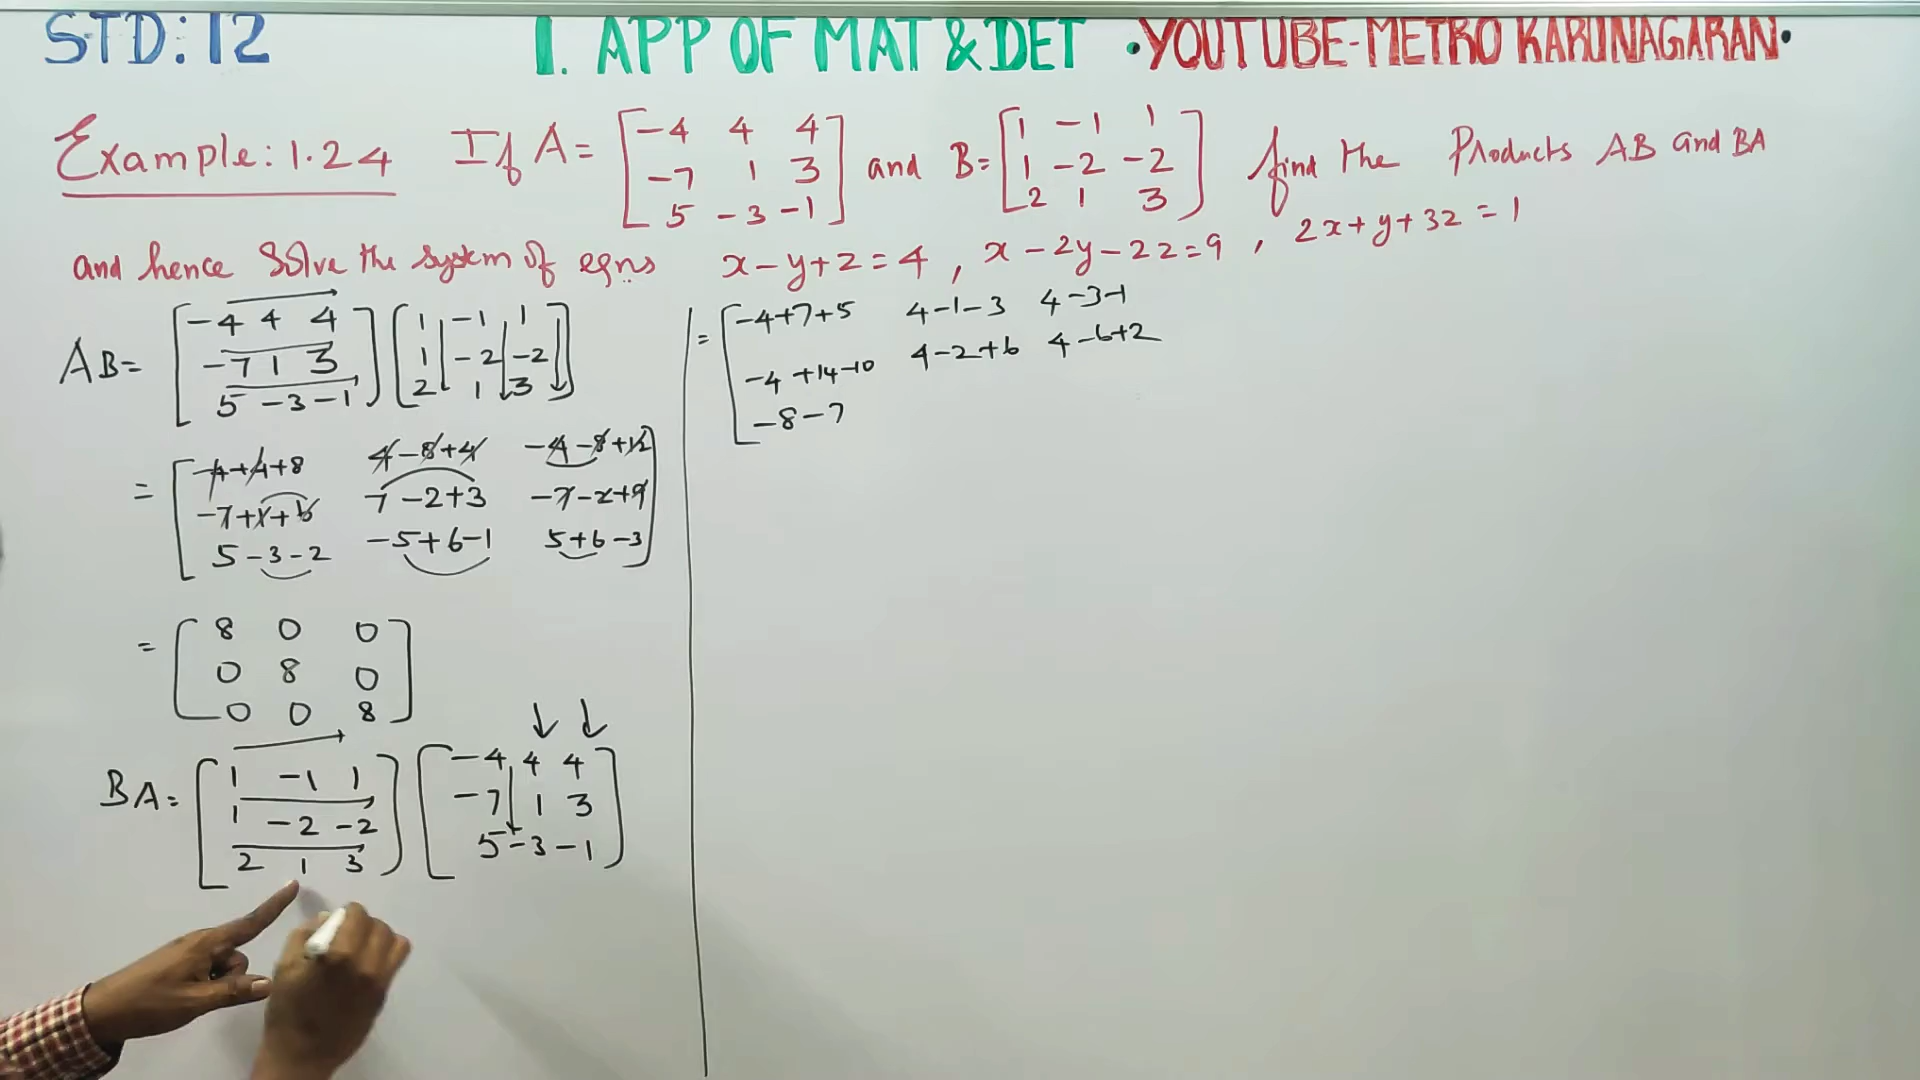 STD: 12 1. APP OF MAT & DET • YOUTUBE-METRO KARUNAGARAN •
Example: 1.24 If A = [ -4 4 4
-7 1 3
5 -3 -1 ] and B = [ 1 -1 1
1 -2 -2
2 1 3 ] find the Products AB and BA
and hence Solve the system of eqns x - y + z = 4 , x - 2y - 2z = 9 , 2x + y + 3z = 1
AB = [ -4 4 4
-7 1 3
5 -3 -1 ] [ 1 -1 1
1 -2 -2
2 1 3 ]
= [ -4+4+8 4-8+4 -4-8+12
-7+1+6 7-2+3 -7-2+9
5-3-2 -5+6-1 5+6-3 ]
= [ 8 0 0
0 8 0
0 0 8 ]
BA = [ 1 -1 1
1 -2 -2
2 1 3 ] [ -4 4 4
-7 1 3
5 -3 -1 ]
= [ -4+7+5 4-1-3 4-3-1
-4+14-10 4-2+6 4-6+2
-8-7